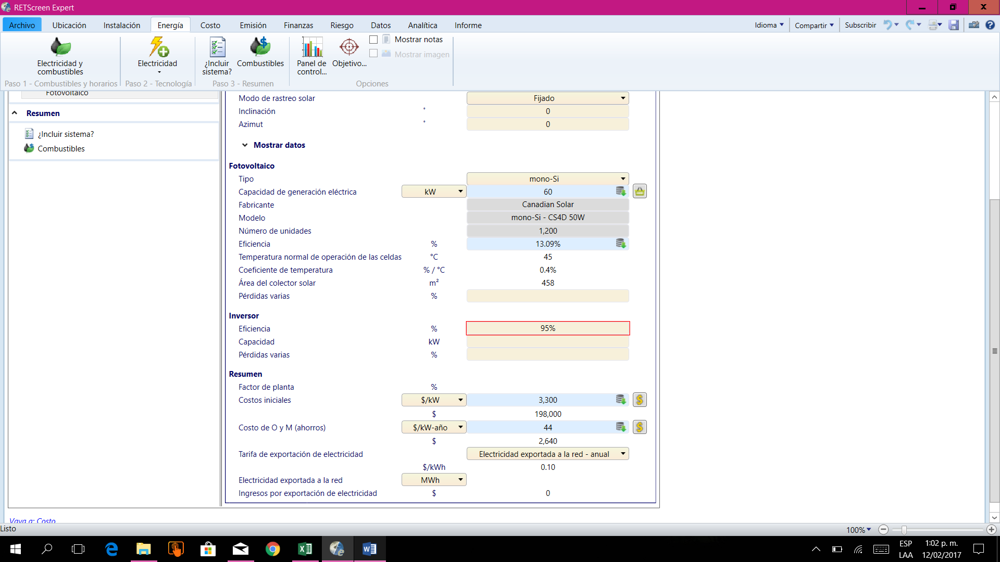 RETScreen Expert
Archivo Ubicación Instalación Energía Costo Emisión Finanzas Riesgo Datos Analítica Informe Idioma Compartir Subscribir
Electricidad y combustibles
Electricidad
¿Incluir sistema?
Combustibles
Panel de control...
Objetivo...
Mostrar notas
Mostrar imagen
Paso 1 - Combustibles y horarios Paso 2 - Tecnología Paso 3 - Resumen Opciones
Fotovoltaico
Resumen
¿Incluir sistema?
Combustibles
Modo de rastreo solar Fijado
Inclinación ° 0
Azimut ° 0
Mostrar datos
Fotovoltaico
Tipo mono-Si
Capacidad de generación eléctrica kW 60
Fabricante Canadian Solar
Modelo mono-Si - CS4D 50W
Número de unidades 1,200
Eficiencia % 13.09%
Temperatura normal de operación de las celdas °C 45
Coeficiente de temperatura % / °C 0.4%
Área del colector solar m² 458
Pérdidas varias %
Inversor
Eficiencia % 95%
Capacidad kW
Pérdidas varias %
Resumen
Factor de planta %
Costos iniciales $/kW 3,300
$ 198,000
Costo de O y M (ahorros) $/kW-año 44
$ 2,640
Tarifa de exportación de electricidad Electricidad exportada a la red - anual
$/kWh 0.10
Electricidad exportada a la red MWh
Ingresos por exportación de electricidad $ 0
Vaya a: Costo
Listo
100%
ESP
LAA
1:02 p. m.
12/02/2017